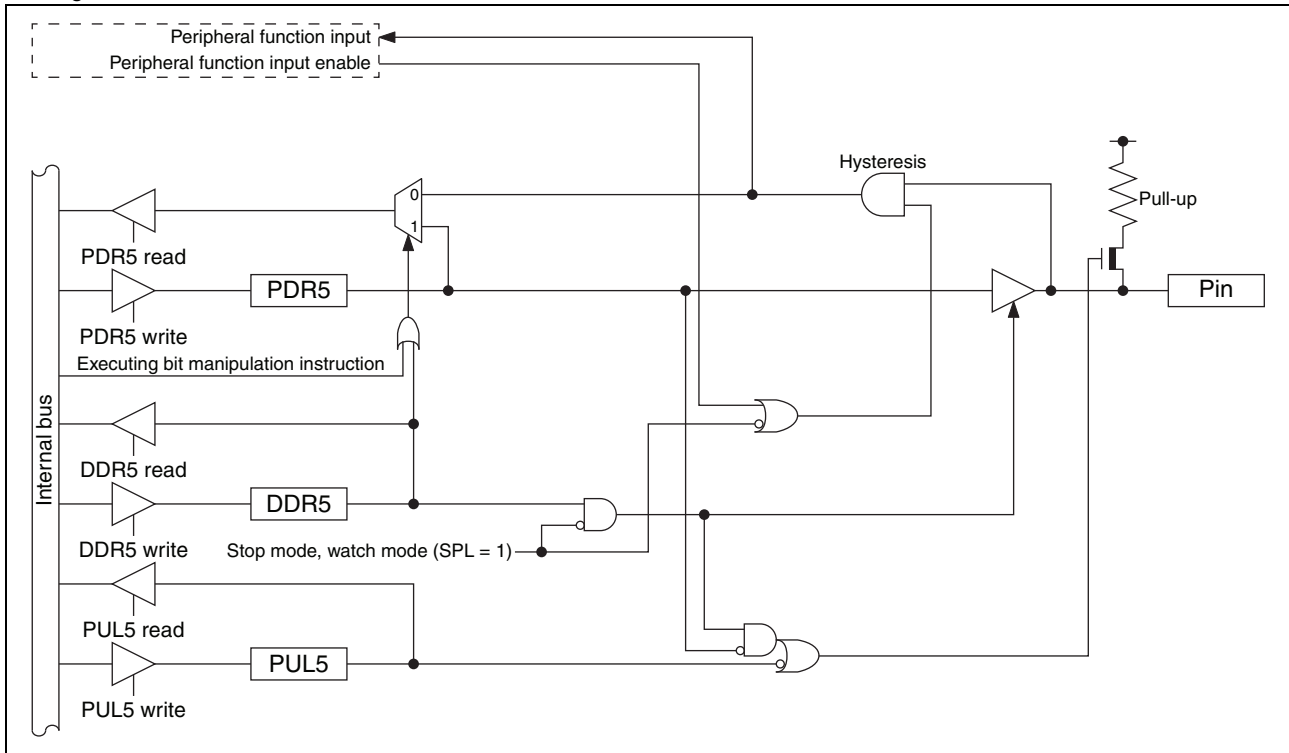 Peripheral function input
Peripheral function input enable
Hysteresis
0
Pull-up
1
PDR5 read
PDR5
Pin
PDR5 write
Executing bit manipulation instruction
Internal bus
DDR5 read
DDR5
DDR5 write
Stop mode, watch mode (SPL = 1)
PUL5 read
PUL5
PUL5 write